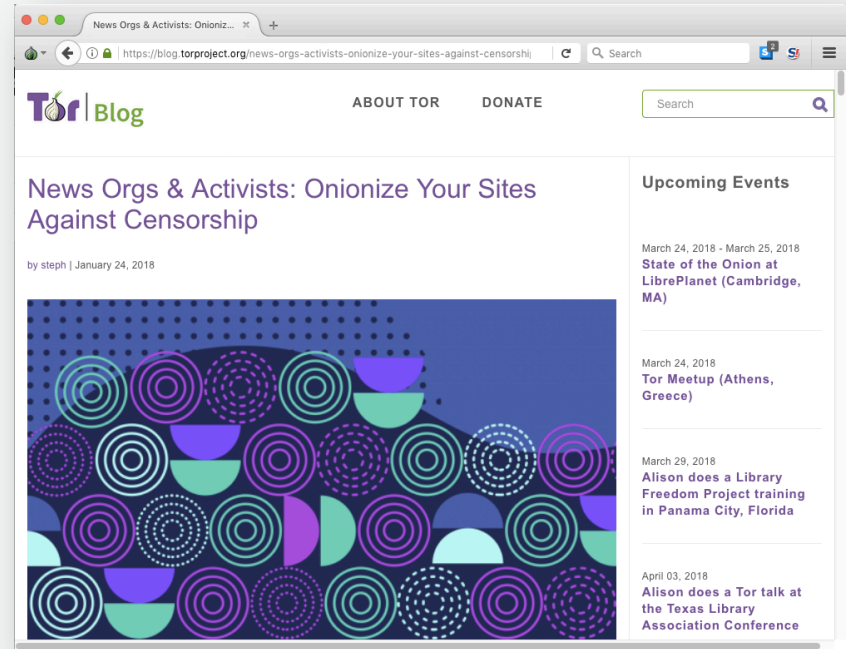 News Orgs & Activists: Onioniz...
https://blog.torproject.org/news-orgs-activists-onionize-your-sites-against-censorshi
Search
2
Tor Blog
ABOUT TOR
DONATE
Search
News Orgs & Activists: Onionize Your Sites
Against Censorship
by steph | January 24, 2018
Upcoming Events
March 24, 2018 - March 25, 2018
State of the Onion at
LibrePlanet (Cambridge,
MA)
March 24, 2018
Tor Meetup (Athens,
Greece)
March 29, 2018
Alison does a Library
Freedom Project training
in Panama City, Florida
April 03, 2018
Alison does a Tor talk at
the Texas Library
Association Conference